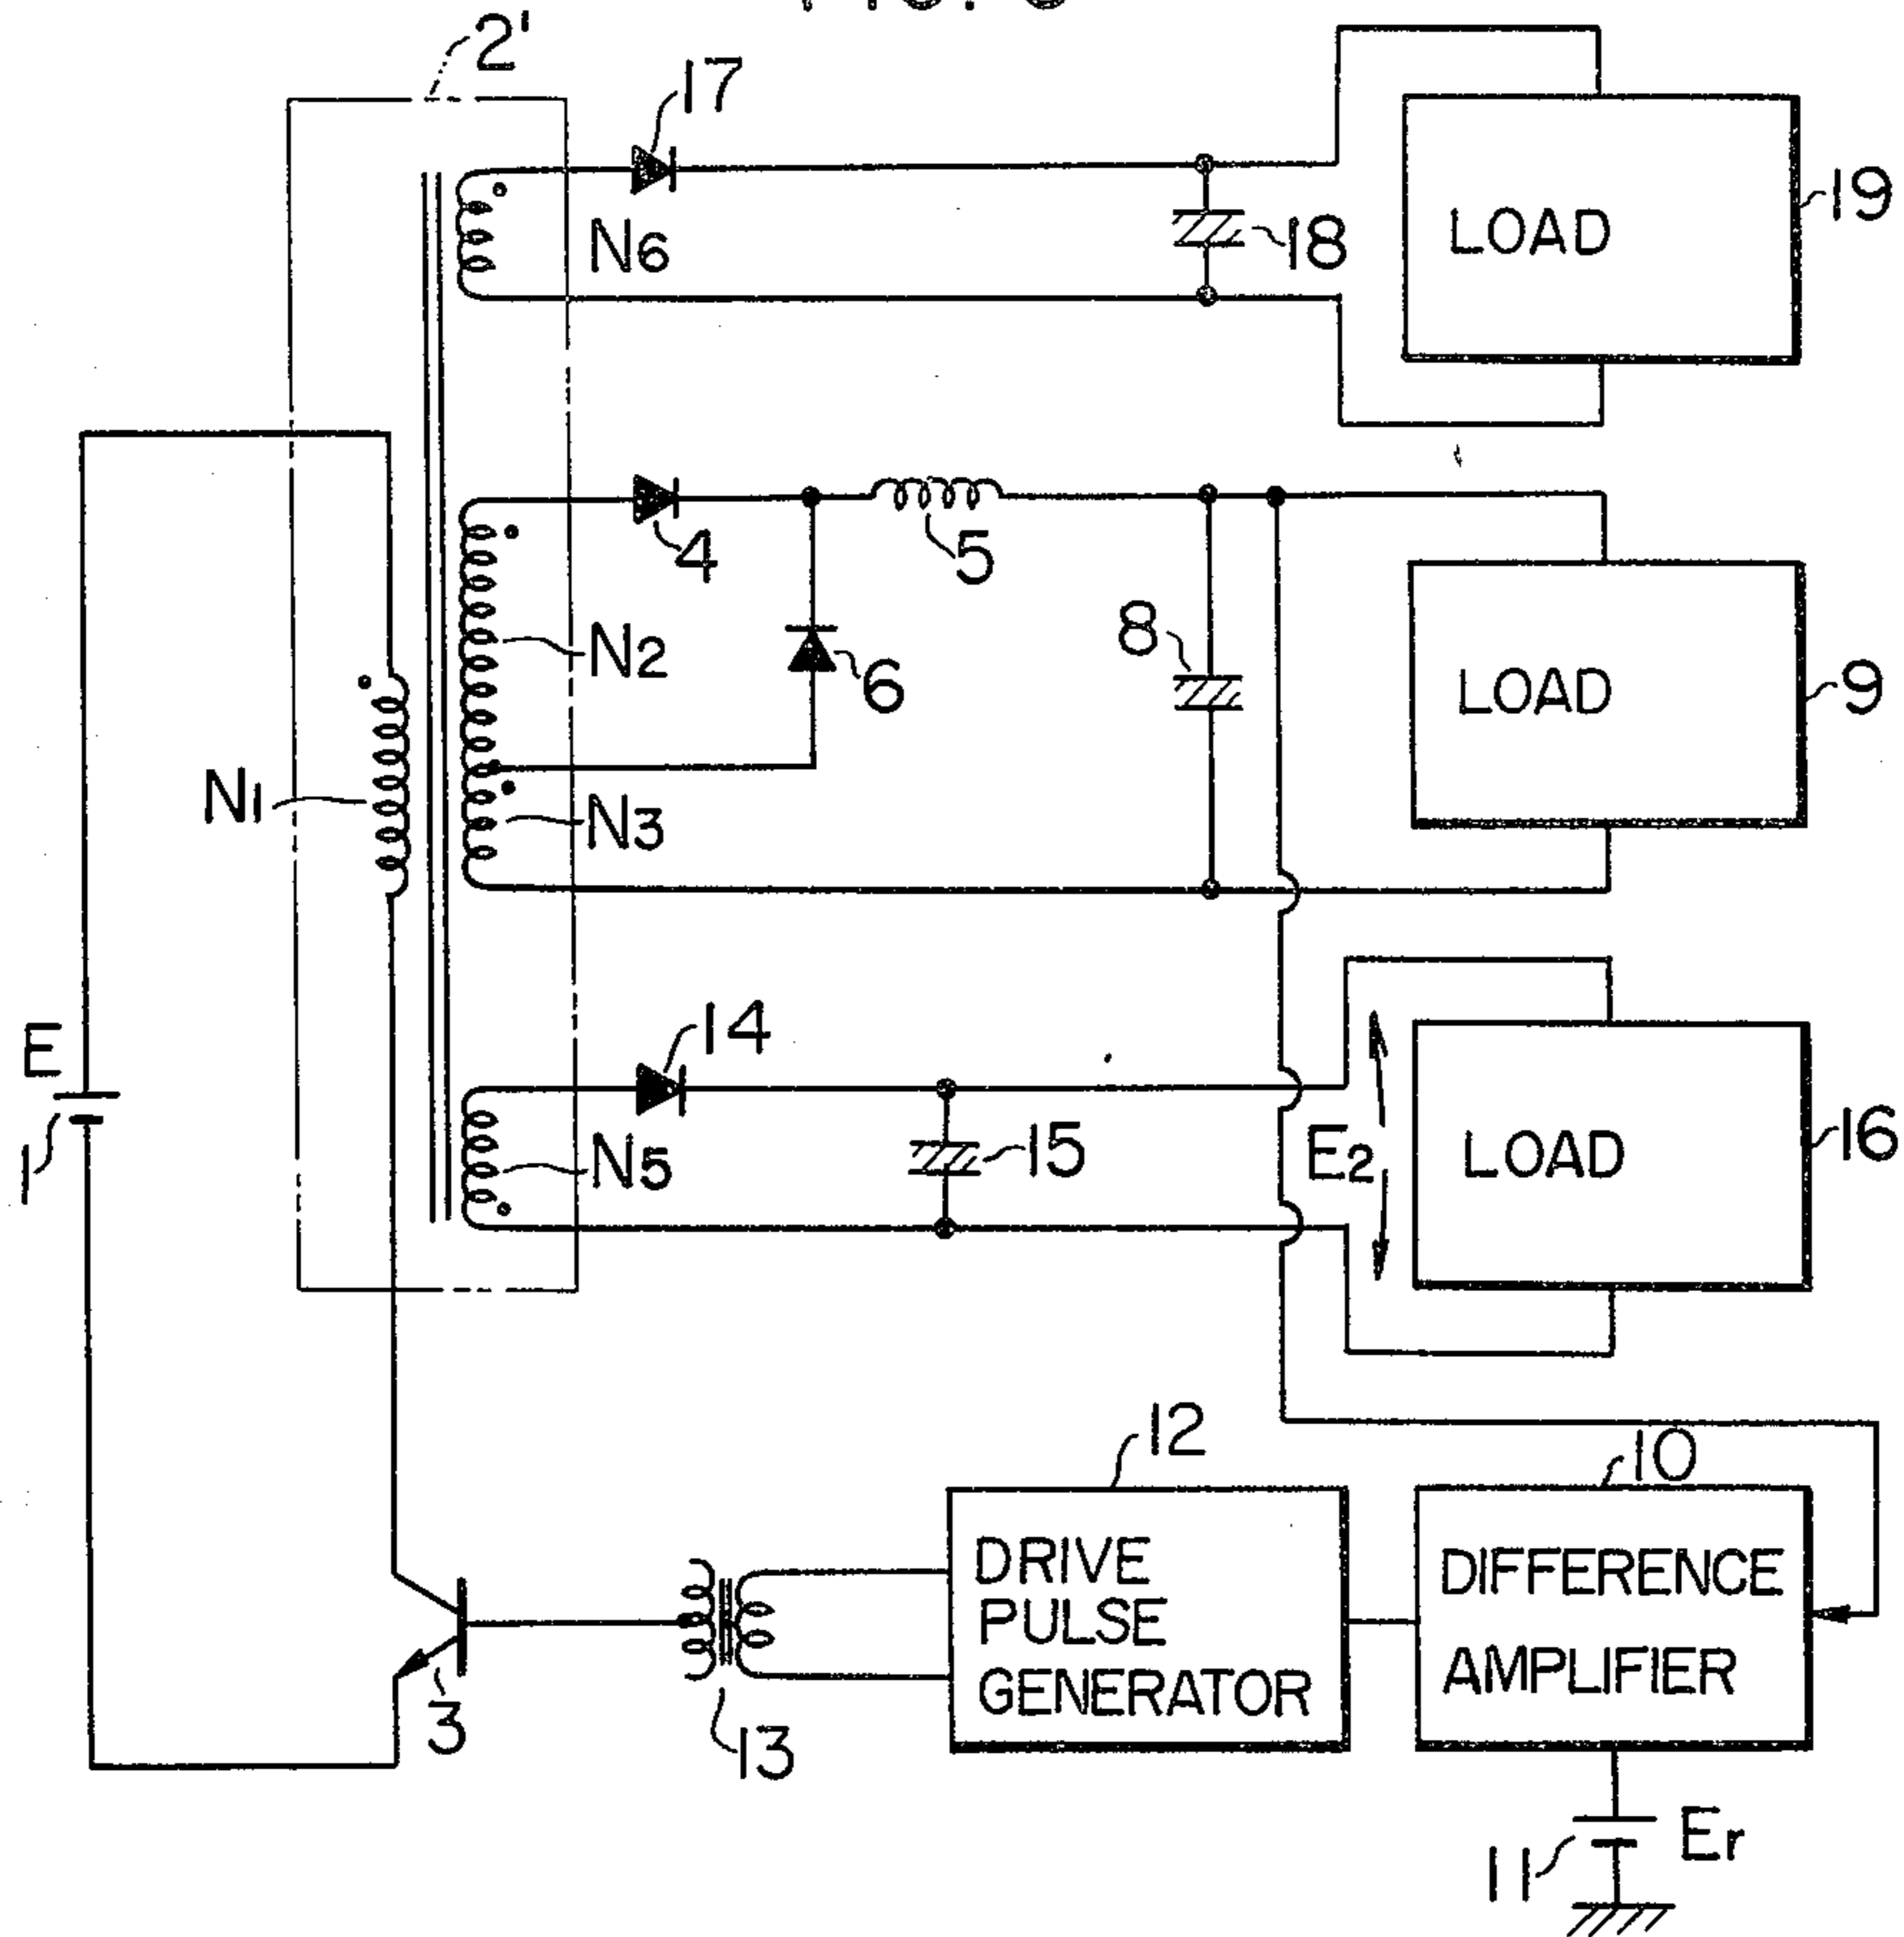 2'
17
N6
18
LOAD
19
4
5
N2
6
8
LOAD
9
N1
N3
E
1
14
N5
15
E2
LOAD
16
12
10
DRIVE
PULSE
GENERATOR
DIFFERENCE
AMPLIFIER
3
13
11
Er